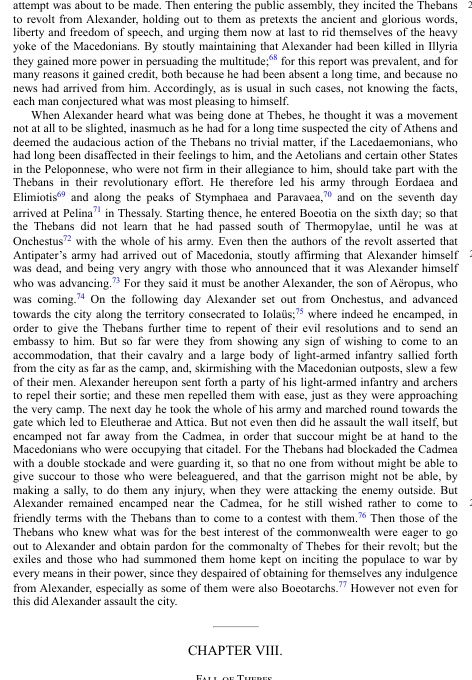 attempt was about to be made. Then entering the public assembly, they incited the Thebans
to revolt from Alexander, holding out to them as pretexts the ancient and glorious words,
liberty and freedom of speech, and urging them now at last to rid themselves of the heavy
yoke of the Macedonians. By stoutly maintaining that Alexander had been killed in Illyria
they gained more power in persuading the multitude;68 for this report was prevalent, and for
many reasons it gained credit, both because he had been absent a long time, and because no
news had arrived from him. Accordingly, as is usual in such cases, not knowing the facts,
each man conjectured what was most pleasing to himself.
When Alexander heard what was being done at Thebes, he thought it was a movement
not at all to be slighted, inasmuch as he had for a long time suspected the city of Athens and
deemed the audacious action of the Thebans no trivial matter, if the Lacedaemonians, who
had long been disaffected in their feelings to him, and the Aetolians and certain other States
in the Peloponnese, who were not firm in their allegiance to him, should take part with the
Thebans in their revolutionary effort. He therefore led his army through Eordaea and
Elimiotis69 and along the peaks of Stymphaea and Paravaea,70 and on the seventh day
arrived at Pelina71 in Thessaly. Starting thence, he entered Boeotia on the sixth day; so that
the Thebans did not learn that he had passed south of Thermopylae, until he was at
Onchestus72 with the whole of his army. Even then the authors of the revolt asserted that
Antipater's army had arrived out of Macedonia, stoutly affirming that Alexander himself
was dead, and being very angry with those who announced that it was Alexander himself
who was advancing.73 For they said it must be another Alexander, the son of Aëropus, who
was coming.74 On the following day Alexander set out from Onchestus, and advanced
towards the city along the territory consecrated to Iolaüs;75 where indeed he encamped, in
order to give the Thebans further time to repent of their evil resolutions and to send an
embassy to him. But so far were they from showing any sign of wishing to come to an
accommodation, that their cavalry and a large body of light-armed infantry sallied forth
from the city as far as the camp, and, skirmishing with the Macedonian outposts, slew a few
of their men. Alexander hereupon sent forth a party of his light-armed infantry and archers
to repel their sortie; and these men repelled them with ease, just as they were approaching
the very camp. The next day he took the whole of his army and marched round towards the
gate which led to Eleutherae and Attica. But not even then did he assault the wall itself, but
encamped not far away from the Cadmea, in order that succour might be at hand to the
Macedonians who were occupying that citadel. For the Thebans had blockaded the Cadmea
with a double stockade and were guarding it, so that no one from without might be able to
give succour to those who were beleaguered, and that the garrison might not be able, by
making a sally, to do them any injury, when they were attacking the enemy outside. But
Alexander remained encamped near the Cadmea, for he still wished rather to come to
friendly terms with the Thebans than to come to a contest with them.76 Then those of the
Thebans who knew what was for the best interest of the commonwealth were eager to go
out to Alexander and obtain pardon for the commonalty of Thebes for their revolt; but the
exiles and those who had summoned them home kept on inciting the populace to war by
every means in their power, since they despaired of obtaining for themselves any indulgence
from Alexander, especially as some of them were also Boeotarchs.77 However not even for
this did Alexander assault the city.
CHAPTER VIII.
FALL OF THEBES